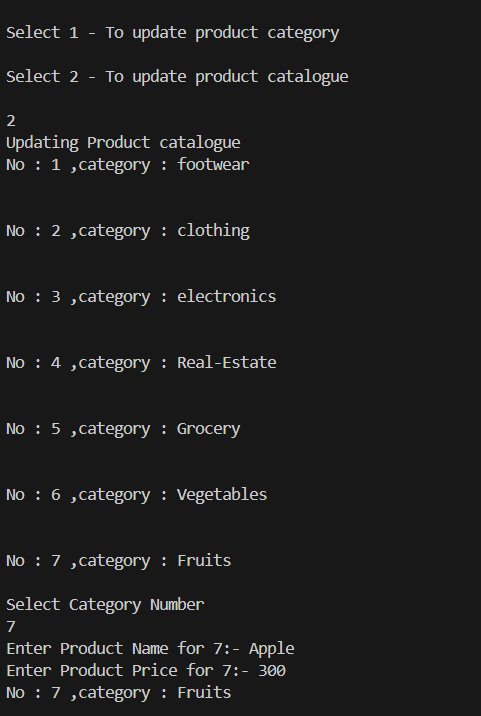 Select 1 - To update product category
Select 2 - To update product catalogue
2
Updating Product catalogue
No : 1 ,category : footwear
No : 2 ,category : clothing
No : 3 ,category : electronics
No : 4 ,category : Real-Estate
No : 5 ,category : Grocery
No : 6 ,category : Vegetables
No : 7 ,category : Fruits
Select Category Number
7
Enter Product Name for 7:- Apple
Enter Product Price for 7:- 300
No : 7 ,category : Fruits